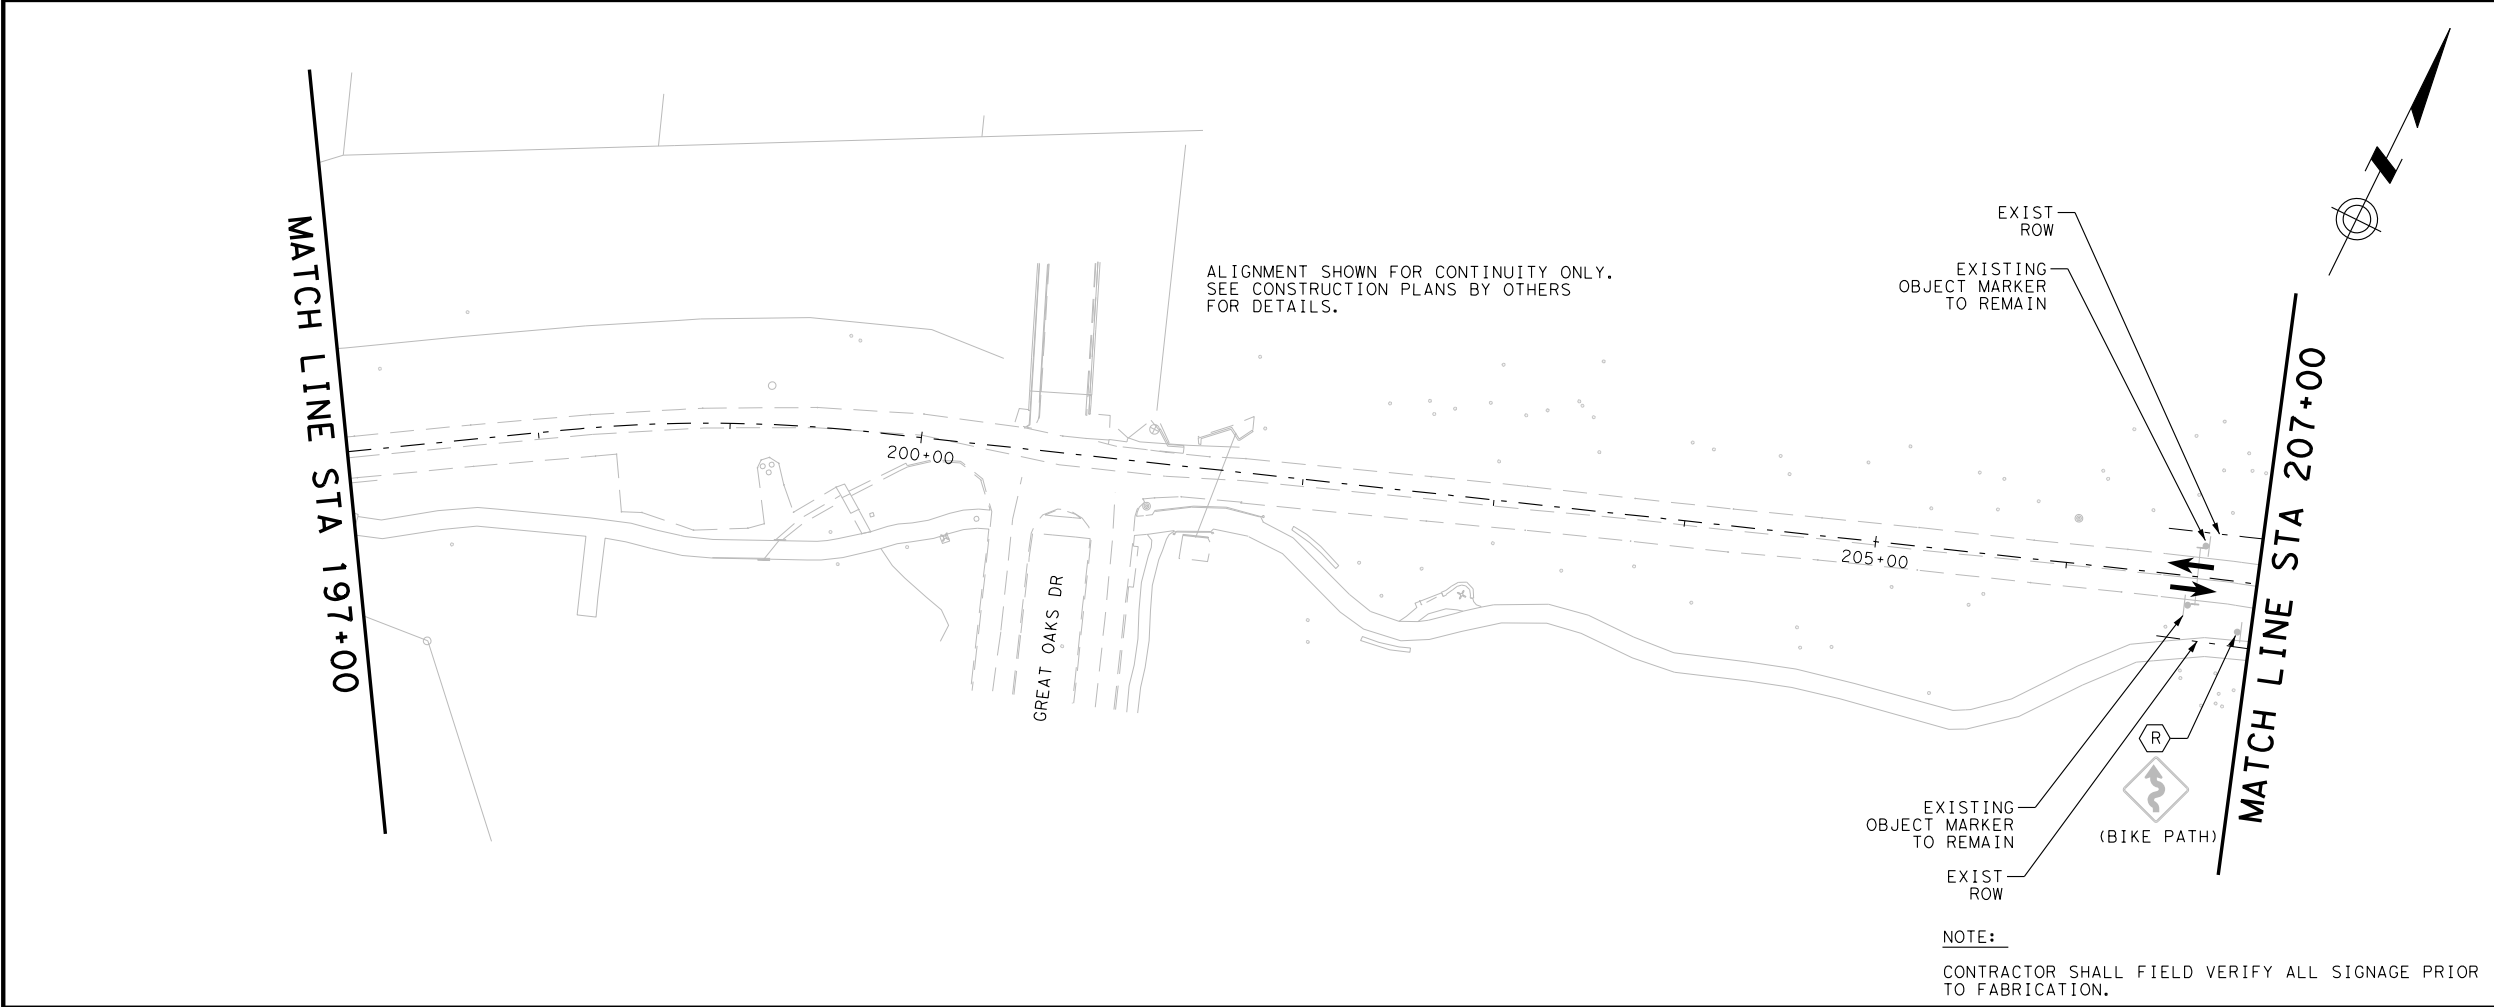 MATCH LINE STA 197+00
ALIGNMENT SHOWN FOR CONTINUITY ONLY.
SEE CONSTRUCTION PLANS BY OTHERS
FOR DETAILS.
EXIST
ROW
EXISTING
OBJECT MARKER
TO REMAIN
N
200+00
205+00
GREAT OAKS DR
MATCH LINE STA 207+00
R
EXISTING
OBJECT MARKER
TO REMAIN
(BIKE PATH)
EXIST
ROW
NOTE:
CONTRACTOR SHALL FIELD VERIFY ALL SIGNAGE PRIOR
TO FABRICATION.